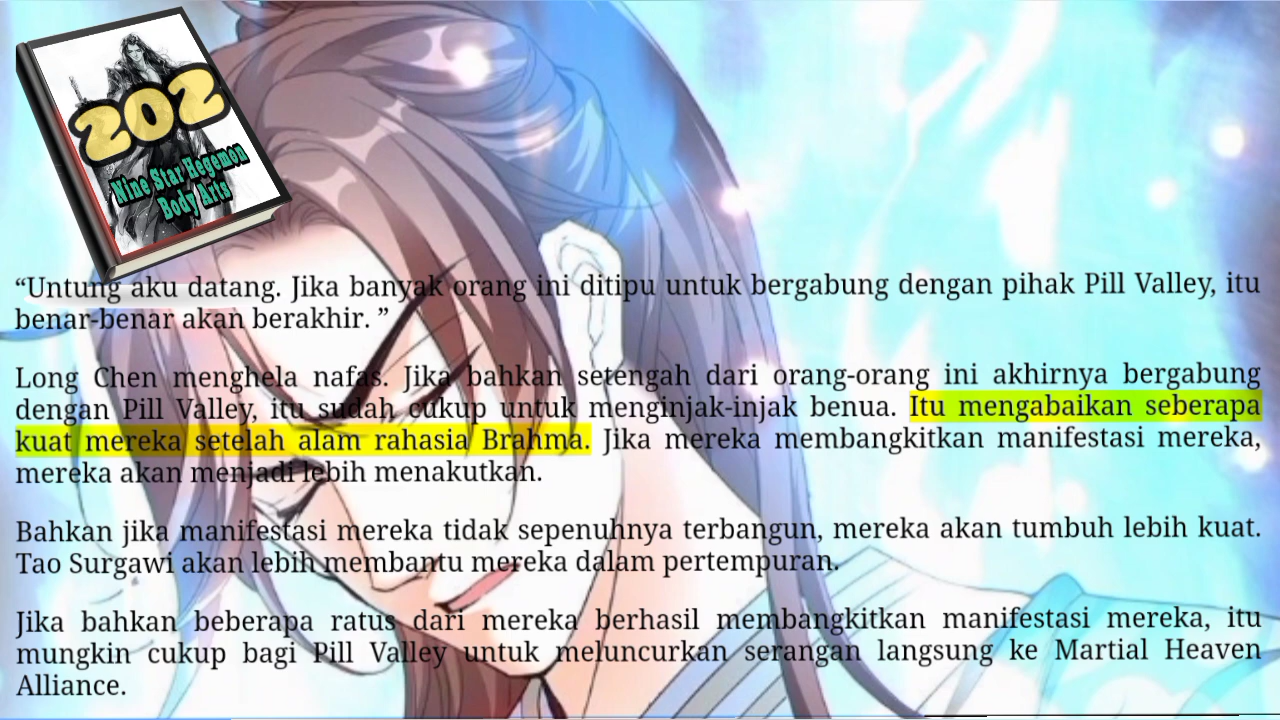 202
Nine Star Hegemon
Body Arts
“Untung aku datang. Jika banyak orang ini ditipu untuk bergabung dengan pihak Pill Valley, itu
benar-benar akan berakhir. ”
Long Chen menghela nafas. Jika bahkan setengah dari orang-orang ini akhirnya bergabung
dengan Pill Valley, itu sudah cukup untuk menginjak-injak benua. Itu mengabaikan seberapa
kuat mereka setelah alam rahasia Brahma. Jika mereka membangkitkan manifestasi mereka,
mereka akan menjadi lebih menakutkan.
Bahkan jika manifestasi mereka tidak sepenuhnya terbangun, mereka akan tumbuh lebih kuat.
Tao Surgawi akan lebih membantu mereka dalam pertempuran.
Jika bahkan beberapa ratus dari mereka berhasil membangkitkan manifestasi mereka, itu
mungkin cukup bagi Pill Valley untuk meluncurkan serangan langsung ke Martial Heaven
Alliance.